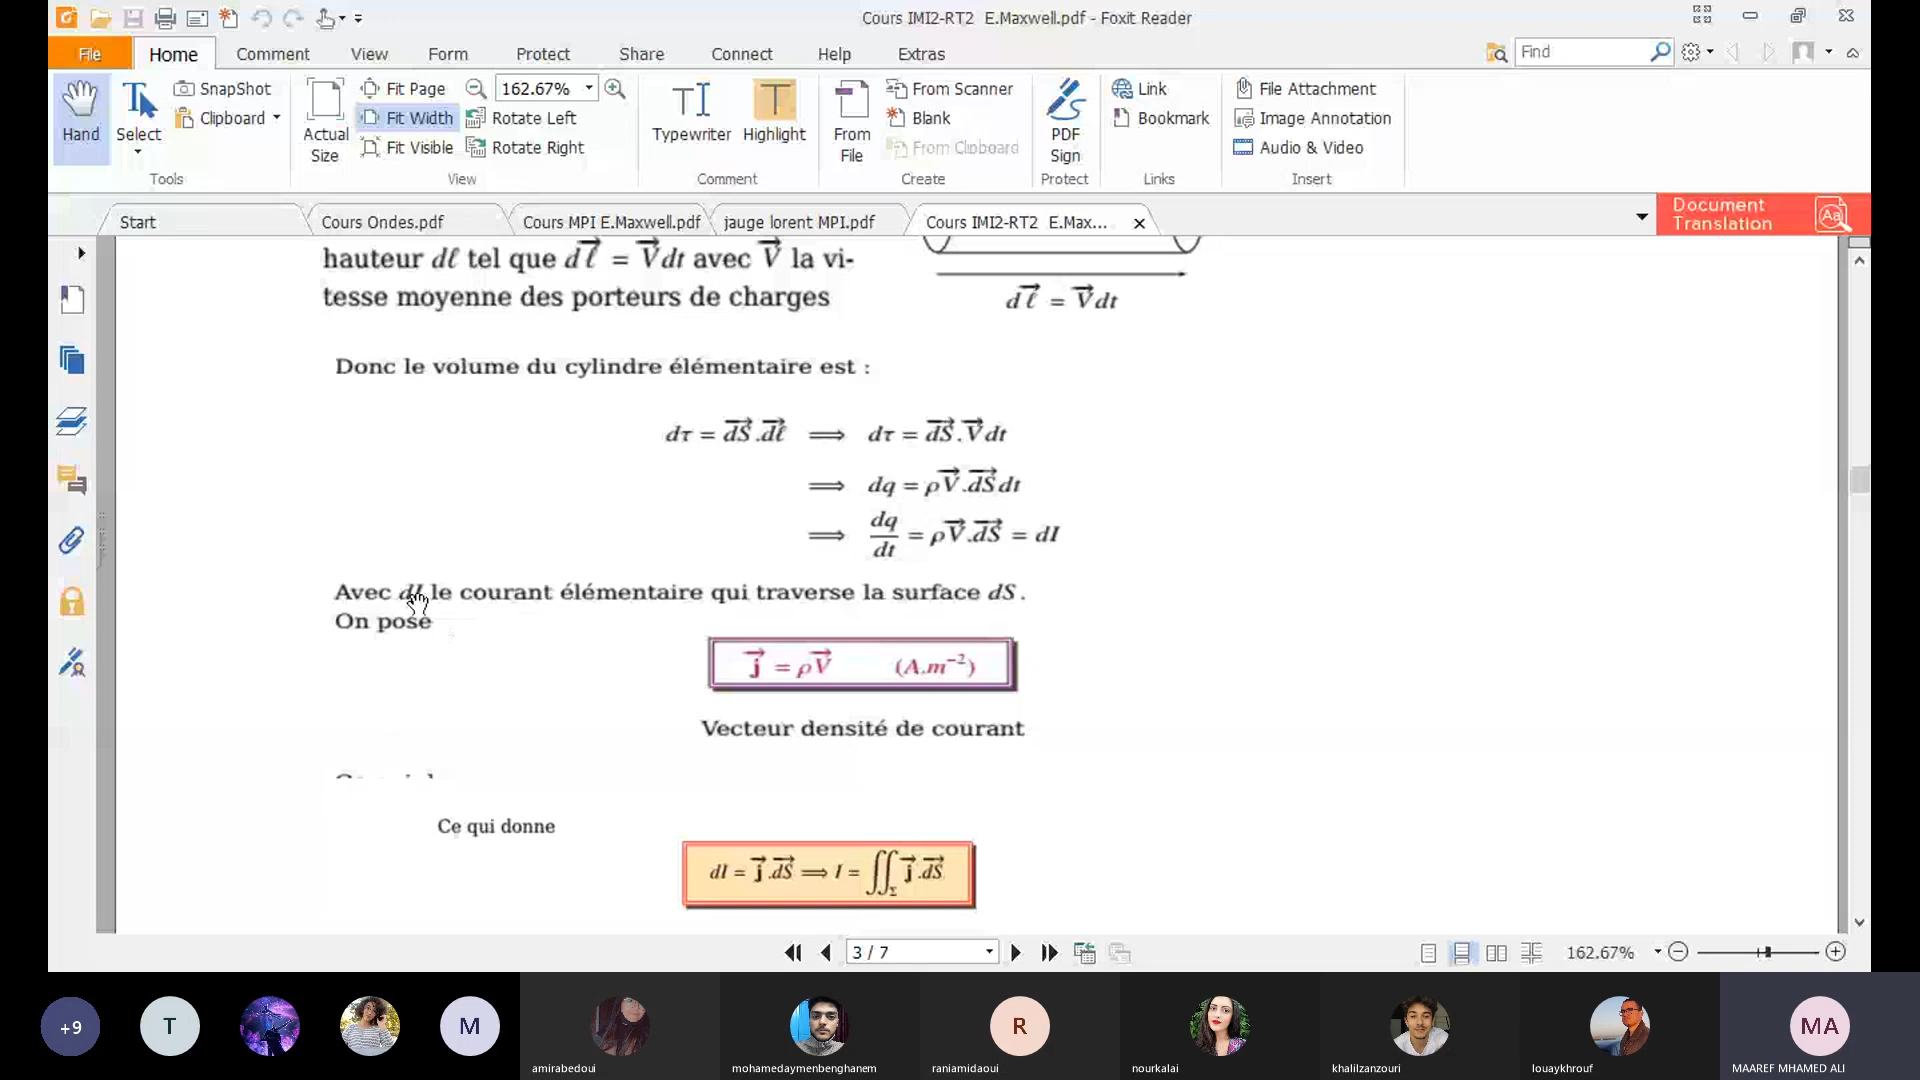 Cours IMI2-RT2 E.Maxwell.pdf - Foxit Reader
File Home Comment View Form Protect Share Connect Help Extras Find
Hand
Select
SnapShot
Clipboard
Tools
Actual Size
Fit Page
Fit Width
Fit Visible
162.67%
Rotate Left
Rotate Right
View
Typewriter
Highlight
Comment
From File
From Scanner
Blank
From Clipboard
Create
PDF Sign
Protect
Link
Bookmark
Links
File Attachment
Image Annotation
Audio & Video
Insert
Start
Cours Ondes.pdf
Cours MPI E.Maxwell.pdf
jauge lorent MPI.pdf
Cours IMI2-RT2 E.Max...
Document
Translation
hauteur dℓ tel que d⃗ℓ = V⃗dt avec V⃗ la vi-
tesse moyenne des porteurs de charges
d⃗ℓ = V⃗dt
Donc le volume du cylindre élémentaire est :
dτ = dS⃗.dℓ⃗ ⟹ dτ = dS⃗.V⃗dt
⟹ dq = ρV⃗.dS⃗dt
⟹ dq/dt = ρV⃗.dS⃗ = dI
Avec dI le courant élémentaire qui traverse la surface dS.
On pose
j⃗ = ρV⃗ (A.m⁻²)
Vecteur densité de courant
Ce qui donne
dI = j⃗.dS⃗ ⟹ I = ∬_Σ j⃗.dS⃗
3 / 7
162.67%
+9
T
M
R
MA
amirabedoui
mohamedaymenbenghanem
raniamidaoui
nourkalai
khalilzanzouri
louaykhrouf
MAAREF MHAMED ALI